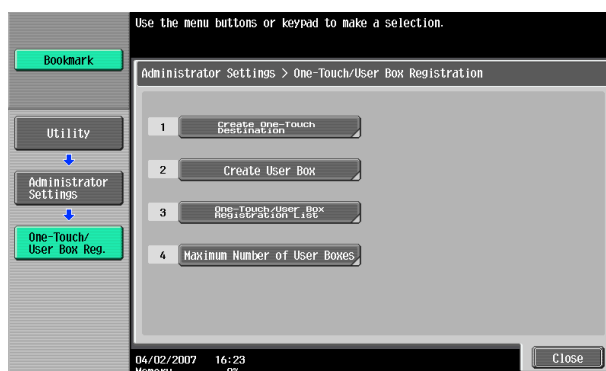 Use the menu buttons or keypad to make a selection.
Bookmark
Administrator Settings > One-Touch/User Box Registration
Utility
Administrator
Settings
One-Touch/
User Box Reg.
1 Create One-Touch
Destination
2 Create User Box
3 One-Touch/User Box
Registration List
4 Maximum Number of User Boxes
04/02/2007 16:23
Memory 0%
Close